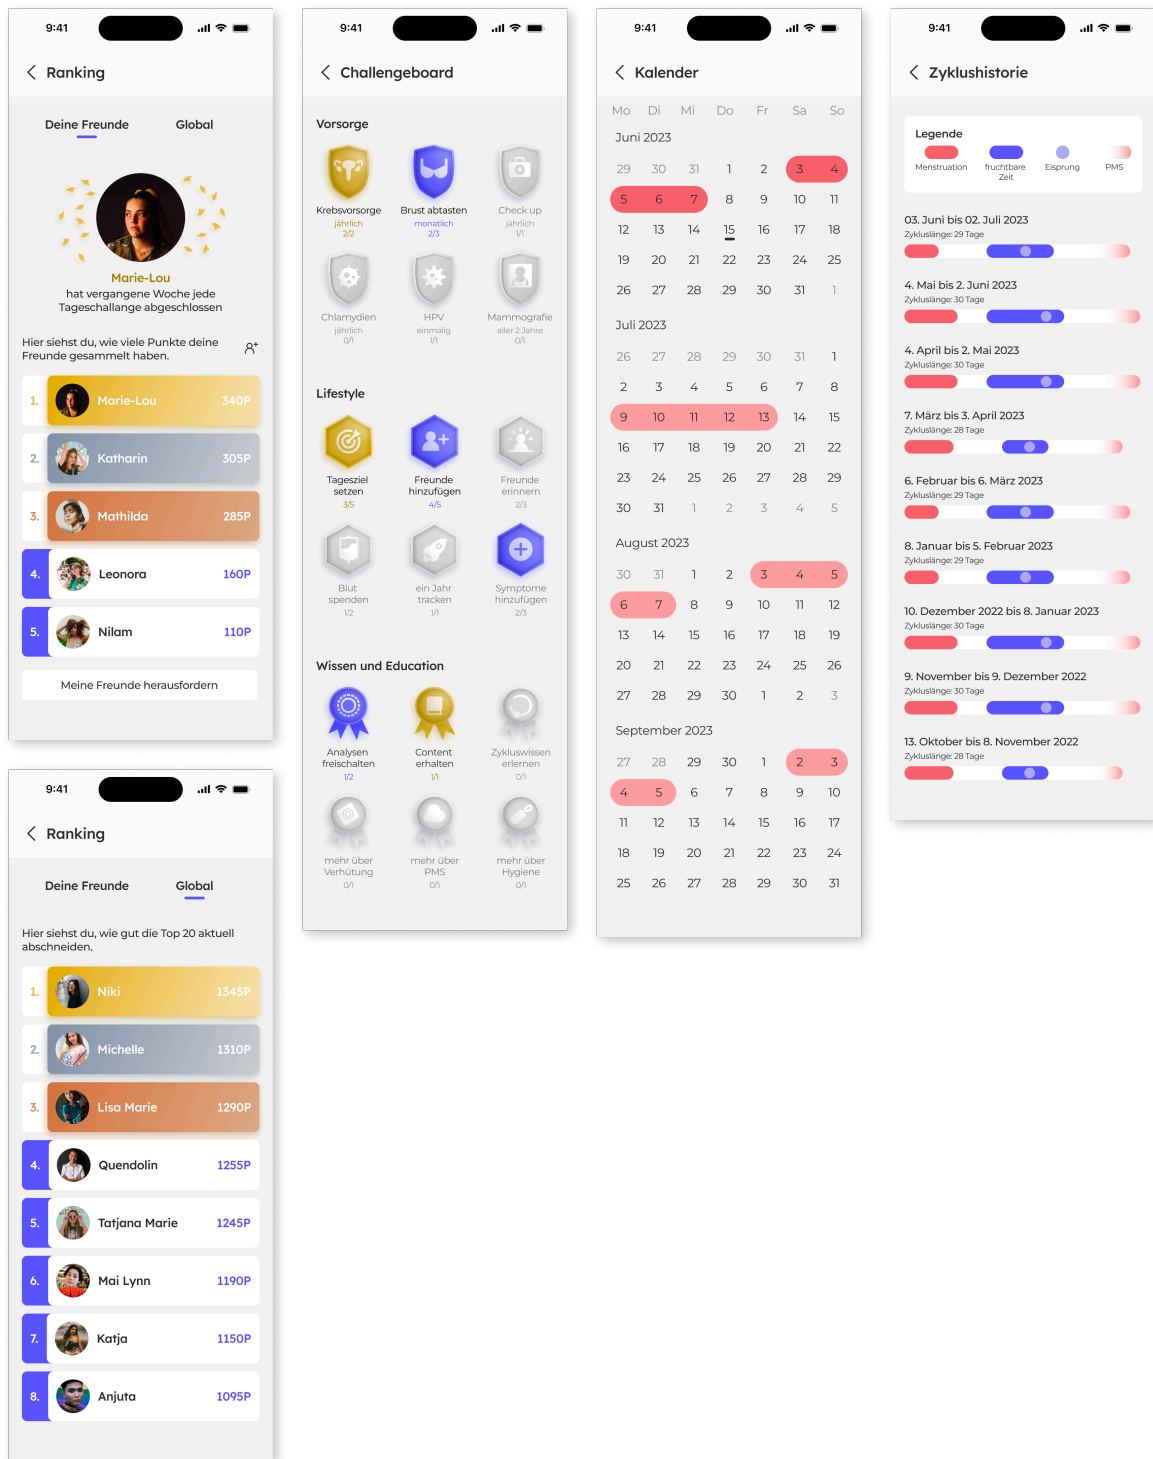 9:41
Ranking
Deine Freunde Global
Marie-Lou
hat vergangene Woche jede
Tageschallange abgeschlossen
Hier siehst du, wie viele Punkte deine
Freunde gesammelt haben.
1. Marie-Lou 340P
2. Katharin 305P
3. Mathilda 285P
4. Leonora 160P
5. Nilam 110P
Meine Freunde herausfordern
9:41
Ranking
Deine Freunde Global
Hier siehst du, wie gut die Top 20 aktuell
abschneiden.
1. Niki 1345P
2. Michelle 1310P
3. Lisa Marie 1290P
4. Quendolin 1255P
5. Tatjana Marie 1245P
6. Mai Lynn 1190P
7. Katja 1150P
8. Anjuta 1095P
9:41
Challengeboard
Vorsorge
Krebsvorsorge Brust abtasten Check up
jährlich monatlich jährlich
2/2 2/3 1/1
Chlamydien HPV Mammografie
jährlich einmalig aller 2 Jahre
0/1 1/1 0/1
Lifestyle
Tagesziel Freunde Freunde
setzen hinzufügen erinnern
3/5 4/5 2/3
Blut ein Jahr Symptome
spenden tracken hinzufügen
1/2 1/1 2/3
Wissen und Education
Analysen Content Zykluswissen
freischalten erhalten erlernen
1/2 1/1 0/1
mehr über mehr über mehr über
Verhütung PMS Hygiene
0/1 0/1 0/1
9:41
Kalender
Mo Di Mi Do Fr Sa So
Juni 2023
29 30 31 1 2 3 4
5 6 7 8 9 10 11
12 13 14 15 16 17 18
19 20 21 22 23 24 25
26 27 28 29 30 31 1
Juli 2023
26 27 28 29 30 31 1
2 3 4 5 6 7 8
9 10 11 12 13 14 15
16 17 18 19 20 21 22
23 24 25 26 27 28 29
30 31 1 2 3 4 5
August 2023
30 31 1 2 3 4 5
6 7 8 9 10 11 12
13 14 15 16 17 18 19
20 21 22 23 24 25 26
27 28 29 30 1 2 3
September 2023
27 28 29 30 1 2 3
4 5 6 7 8 9 10
11 12 13 14 15 16 17
18 19 20 21 22 23 24
25 26 27 28 29 30 31
9:41
Zyklushistorie
Legende
Menstruation fruchtbare Eisprung PMS
Zeit
03. Juni bis 02. Juli 2023
Zykluslänge: 29 Tage
4. Mai bis 2. Juni 2023
Zykluslänge: 30 Tage
4. April bis 2. Mai 2023
Zykluslänge: 30 Tage
7. März bis 3. April 2023
Zykluslänge: 28 Tage
6. Februar bis 6. März 2023
Zykluslänge: 29 Tage
8. Januar bis 5. Februar 2023
Zykluslänge: 29 Tage
10. Dezember 2022 bis 8. Januar 2023
Zykluslänge: 30 Tage
9. November bis 9. Dezember 2022
Zykluslänge: 30 Tage
13. Oktober bis 8. November 2022
Zykluslänge: 28 Tage